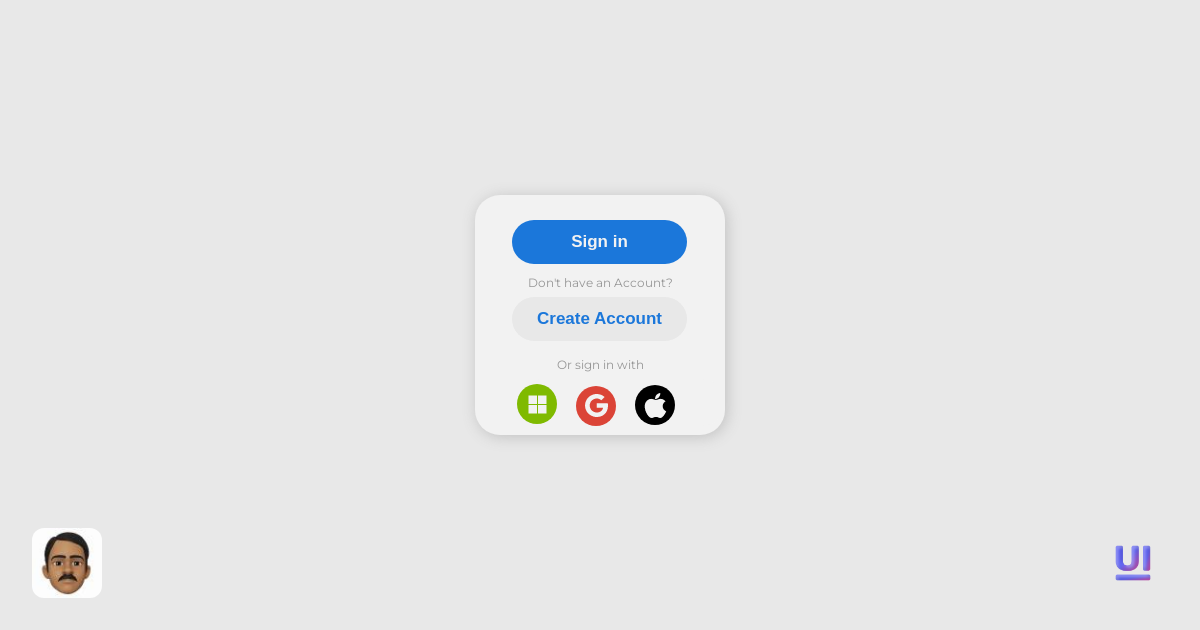 Sign in
Don't have an Account?
Create Account
Or sign in with
G
UI